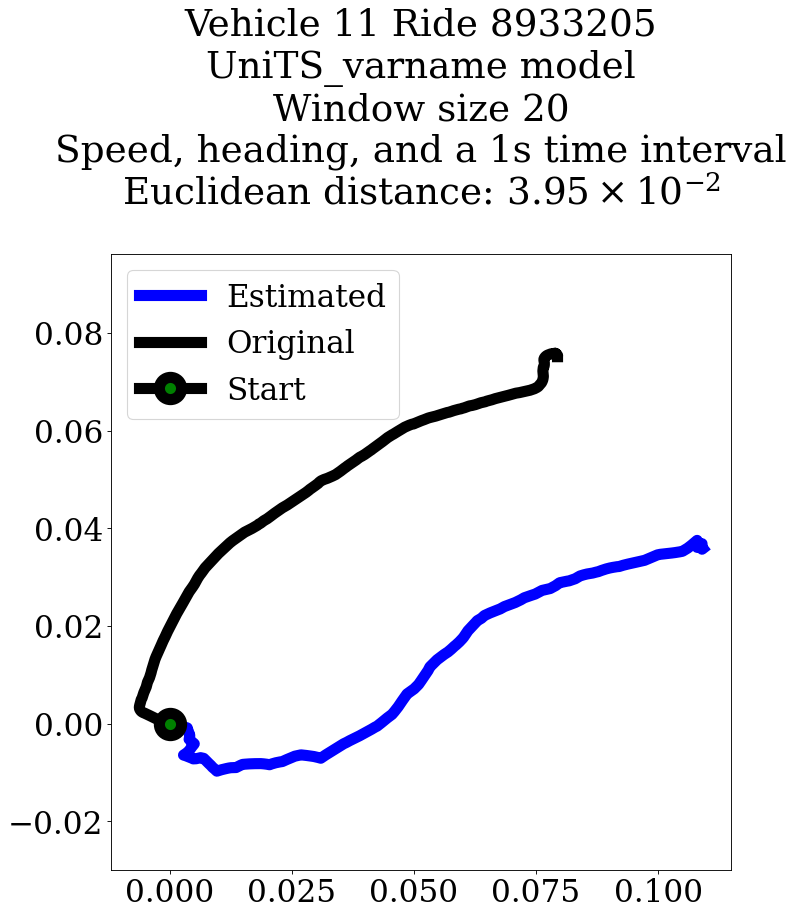 Vehicle 11 Ride 8933205
UniTS_varname model
Window size 20
Speed, heading, and a 1s time interval
Euclidean distance: 3.95 × 10⁻²
Estimated
Original
Start
0.08
0.06
0.04
0.02
0.00
−0.02
0.000 0.025 0.050 0.075 0.100